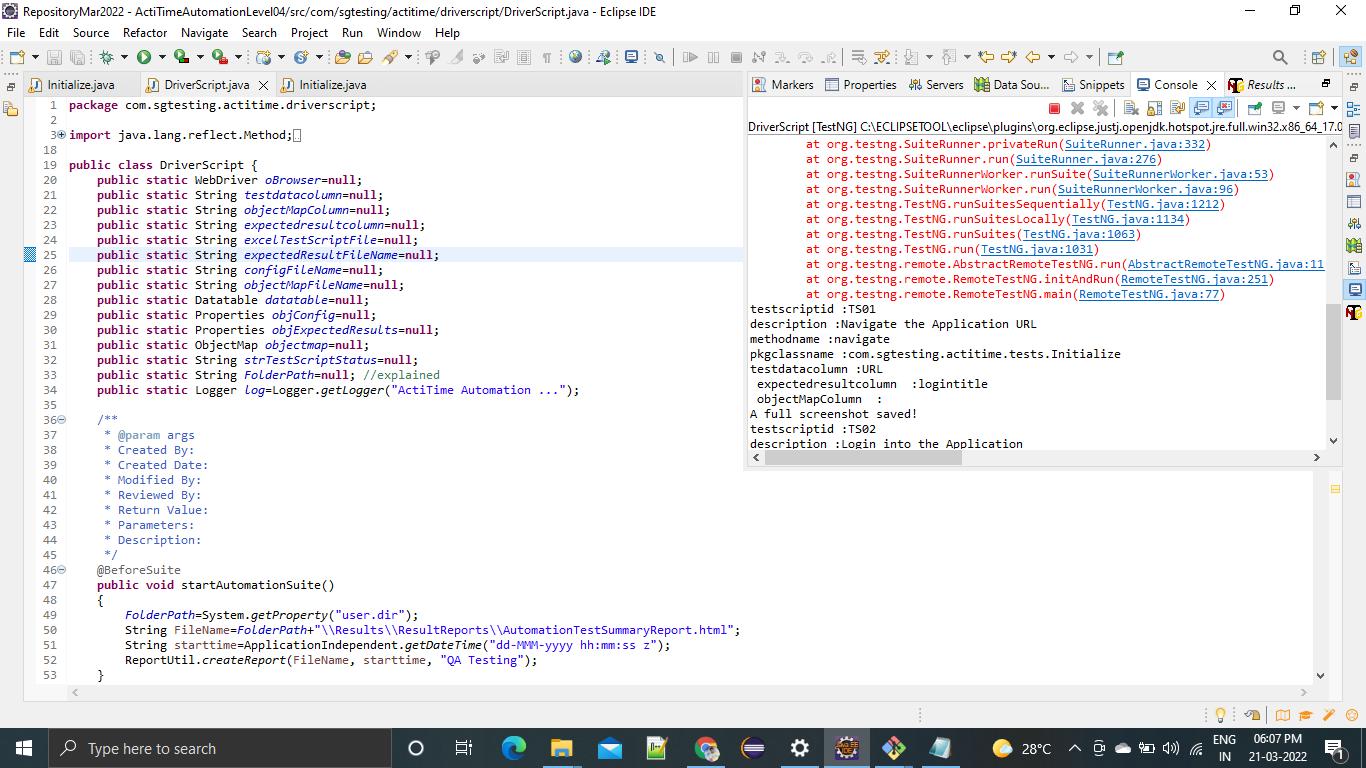 RepositoryMar2022 - ActiTimeAutomationLevel04/src/com/sgtesting/actitime/driverscript/DriverScript.java - Eclipse IDE
File Edit Source Refactor Navigate Search Project Run Window Help
Initialize.java DriverScript.java Initialize.java
1 package com.sgtesting.actitime.driverscript;
2
3 import java.lang.reflect.Method;
18
19 public class DriverScript {
20 public static WebDriver oBrowser=null;
21 public static String testdatacolumn=null;
22 public static String objectMapColumn=null;
23 public static String expectedresultcolumn=null;
24 public static String excelTestScriptFile=null;
25 public static String expectedResultFileName=null;
26 public static String configFileName=null;
27 public static String objectMapFileName=null;
28 public static Datatable datatable=null;
29 public static Properties objConfig=null;
30 public static Properties objExpectedResults=null;
31 public static ObjectMap objectmap=null;
32 public static String strTestScriptStatus=null;
33 public static String FolderPath=null; //explained
34 public static Logger log=Logger.getLogger("ActiTime Automation ...");
35
36 /**
37 * @param args
38 * Created By:
39 * Created Date:
40 * Modified By:
41 * Reviewed By:
42 * Return Value:
43 * Parameters:
44 * Description:
45 */
46 @BeforeSuite
47 public void startAutomationSuite()
48 {
49 FolderPath=System.getProperty("user.dir");
50 String FileName=FolderPath+"\\Results\\ResultReports\\AutomationTestSummaryReport.html";
51 String starttime=ApplicationIndependent.getDateTime("dd-MMM-yyyy hh:mm:ss z");
52 ReportUtil.createReport(FileName, starttime, "QA Testing");
53 }
Markers Properties Servers Data Sou... Snippets Console Results ...
DriverScript [TestNG] C:\ECLIPSETOOL\eclipse\plugins\org.eclipse.justj.openjdk.hotspot.jre.full.win32.x86_64_17.0
at org.testng.SuiteRunner.privateRun(SuiteRunner.java:332)
at org.testng.SuiteRunner.run(SuiteRunner.java:276)
at org.testng.SuiteRunnerWorker.runSuite(SuiteRunnerWorker.java:53)
at org.testng.SuiteRunnerWorker.run(SuiteRunnerWorker.java:96)
at org.testng.TestNG.runSuitesSequentially(TestNG.java:1212)
at org.testng.TestNG.runSuitesLocally(TestNG.java:1134)
at org.testng.TestNG.runSuites(TestNG.java:1063)
at org.testng.TestNG.run(TestNG.java:1031)
at org.testng.remote.AbstractRemoteTestNG.run(AbstractRemoteTestNG.java:11
at org.testng.remote.RemoteTestNG.initAndRun(RemoteTestNG.java:251)
at org.testng.remote.RemoteTestNG.main(RemoteTestNG.java:77)
testscriptid :TS01
description :Navigate the Application URL
methodname :navigate
pkgclassname :com.sgtesting.actitime.tests.Initialize
testdatacolumn :URL
expectedresultcolumn :logintitle
objectMapColumn :
A full screenshot saved!
testscriptid :TS02
description :Login into the Application
Type here to search
28°C
ENG
IN
06:07 PM
21-03-2022
1